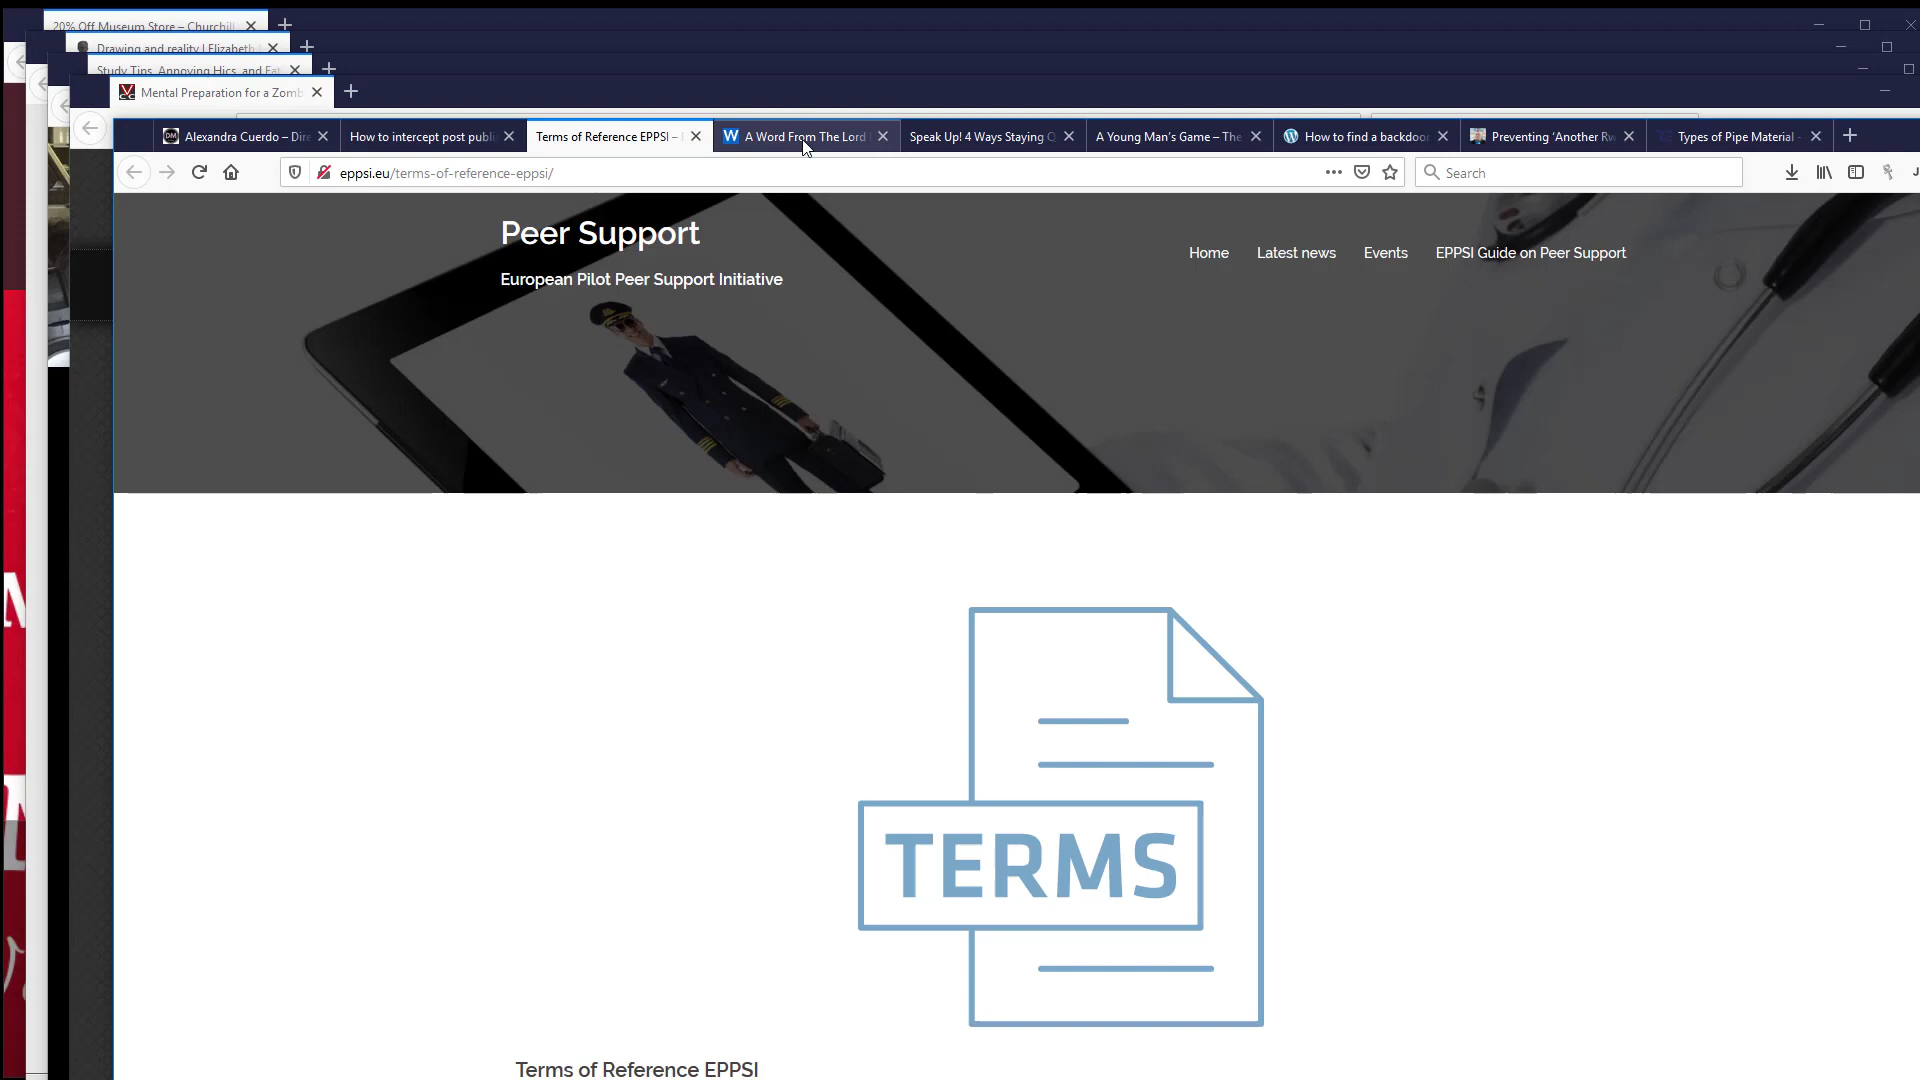 20% Off Museum Store – Churchill
Drawing and reality | Elizabeth
Study Tips, Annoying Hics, and Fat
Mental Preparation for a Zomb
Alexandra Cuerdo – Dire
How to intercept post publi
Terms of Reference EPPSI –
A Word From The Lord
Speak Up! 4 Ways Staying Q
A Young Man's Game – The
How to find a backdoor
Preventing 'Another Rw
Types of Pipe Material -
eppsi.eu/terms-of-reference-eppsi/
Search
Peer Support
European Pilot Peer Support Initiative
Home
Latest news
Events
EPPSI Guide on Peer Support
TERMS
Terms of Reference EPPSI